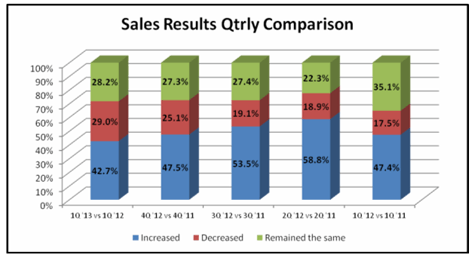 Sales Results Qtrly Comparison
100%
90%
80%
70%
60%
50%
40%
30%
20%
10%
0%
28.2% 27.3% 27.4% 22.3% 35.1%
29.0% 25.1% 19.1% 18.9% 17.5%
42.7% 47.5% 53.5% 58.8% 47.4%
1Q '13 vs 1Q '12 4Q '12 vs 4Q '11 3Q '12 vs 3Q '11 2Q '12 vs 2Q '11 1Q '12 vs 1Q '11
Increased Decreased Remained the same